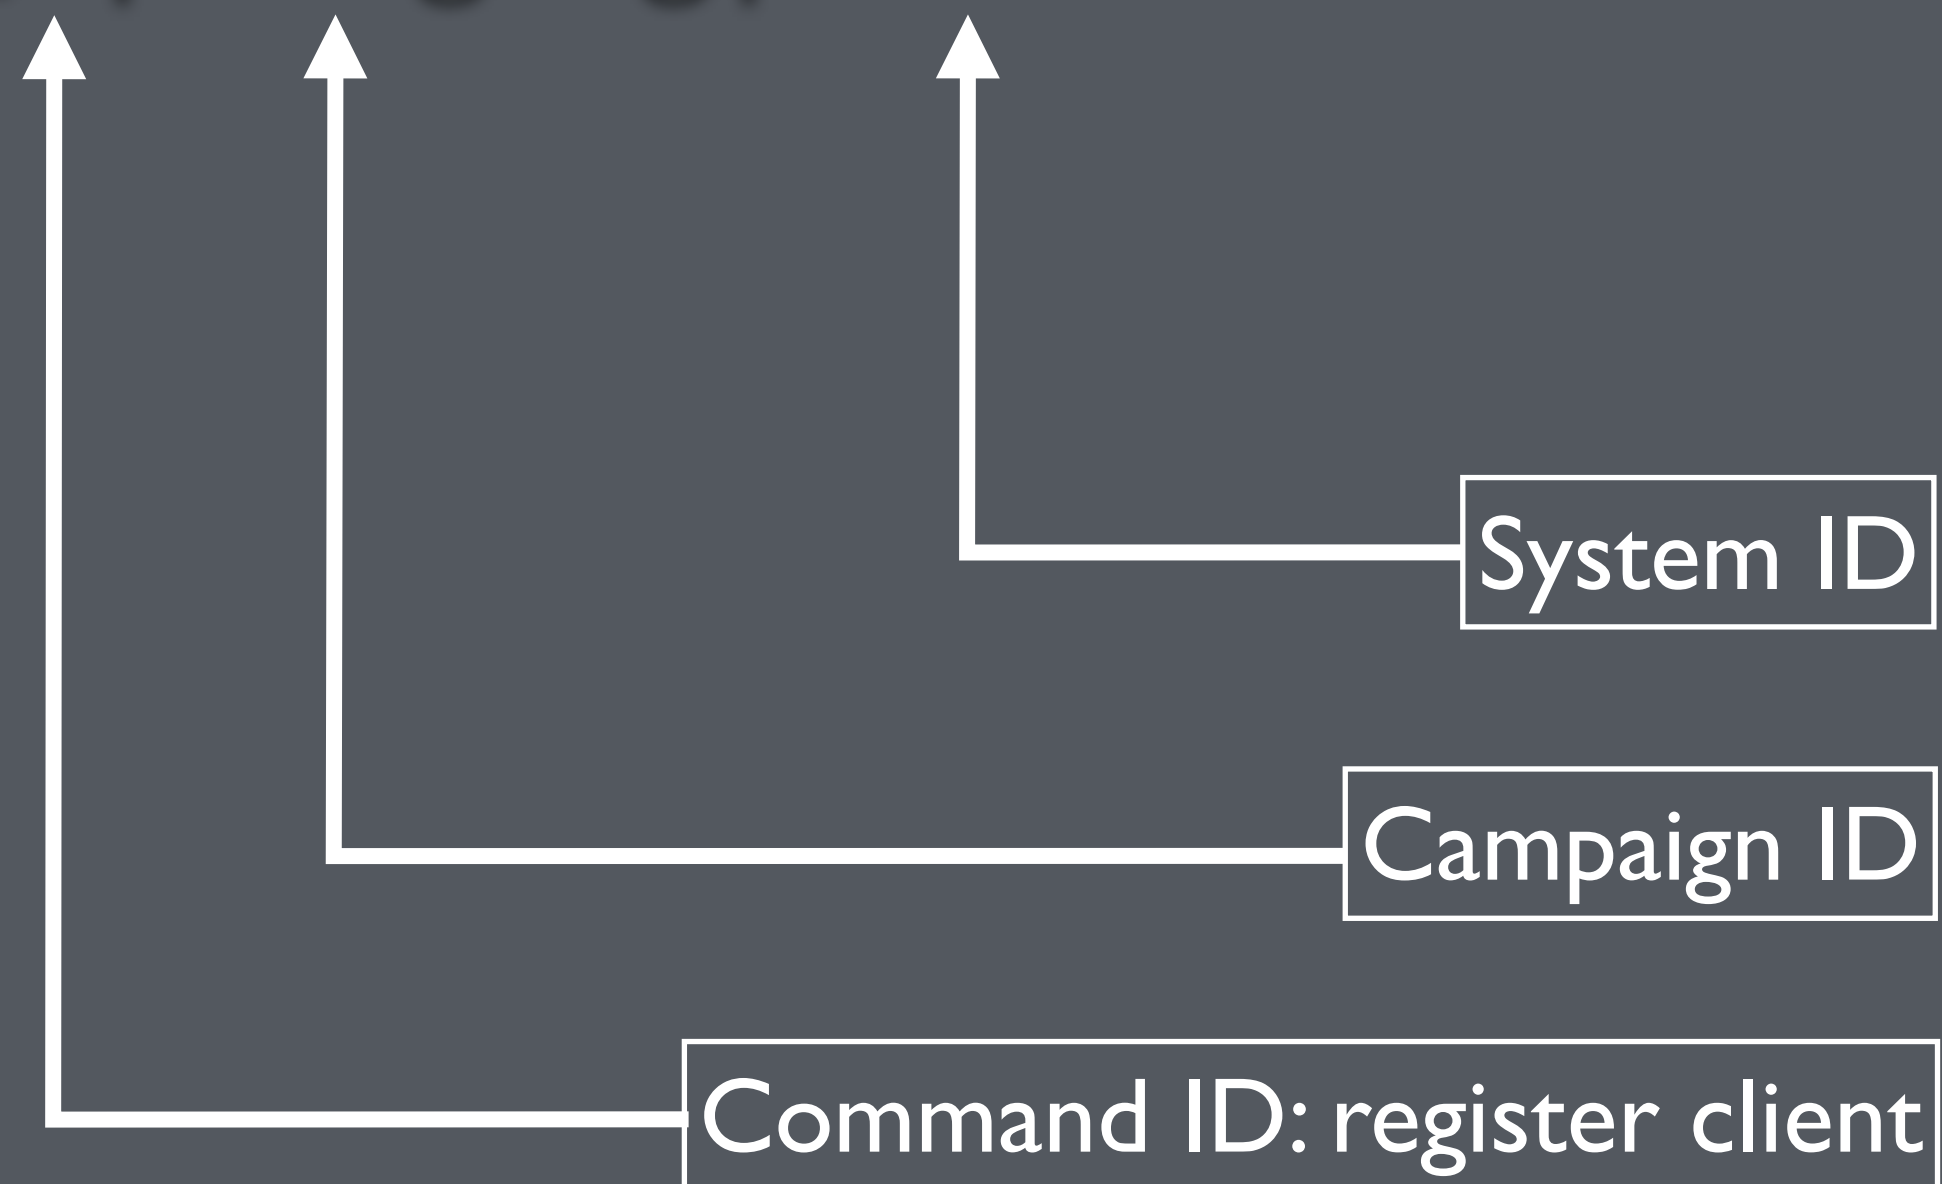 System ID
Campaign ID
Command ID: register client